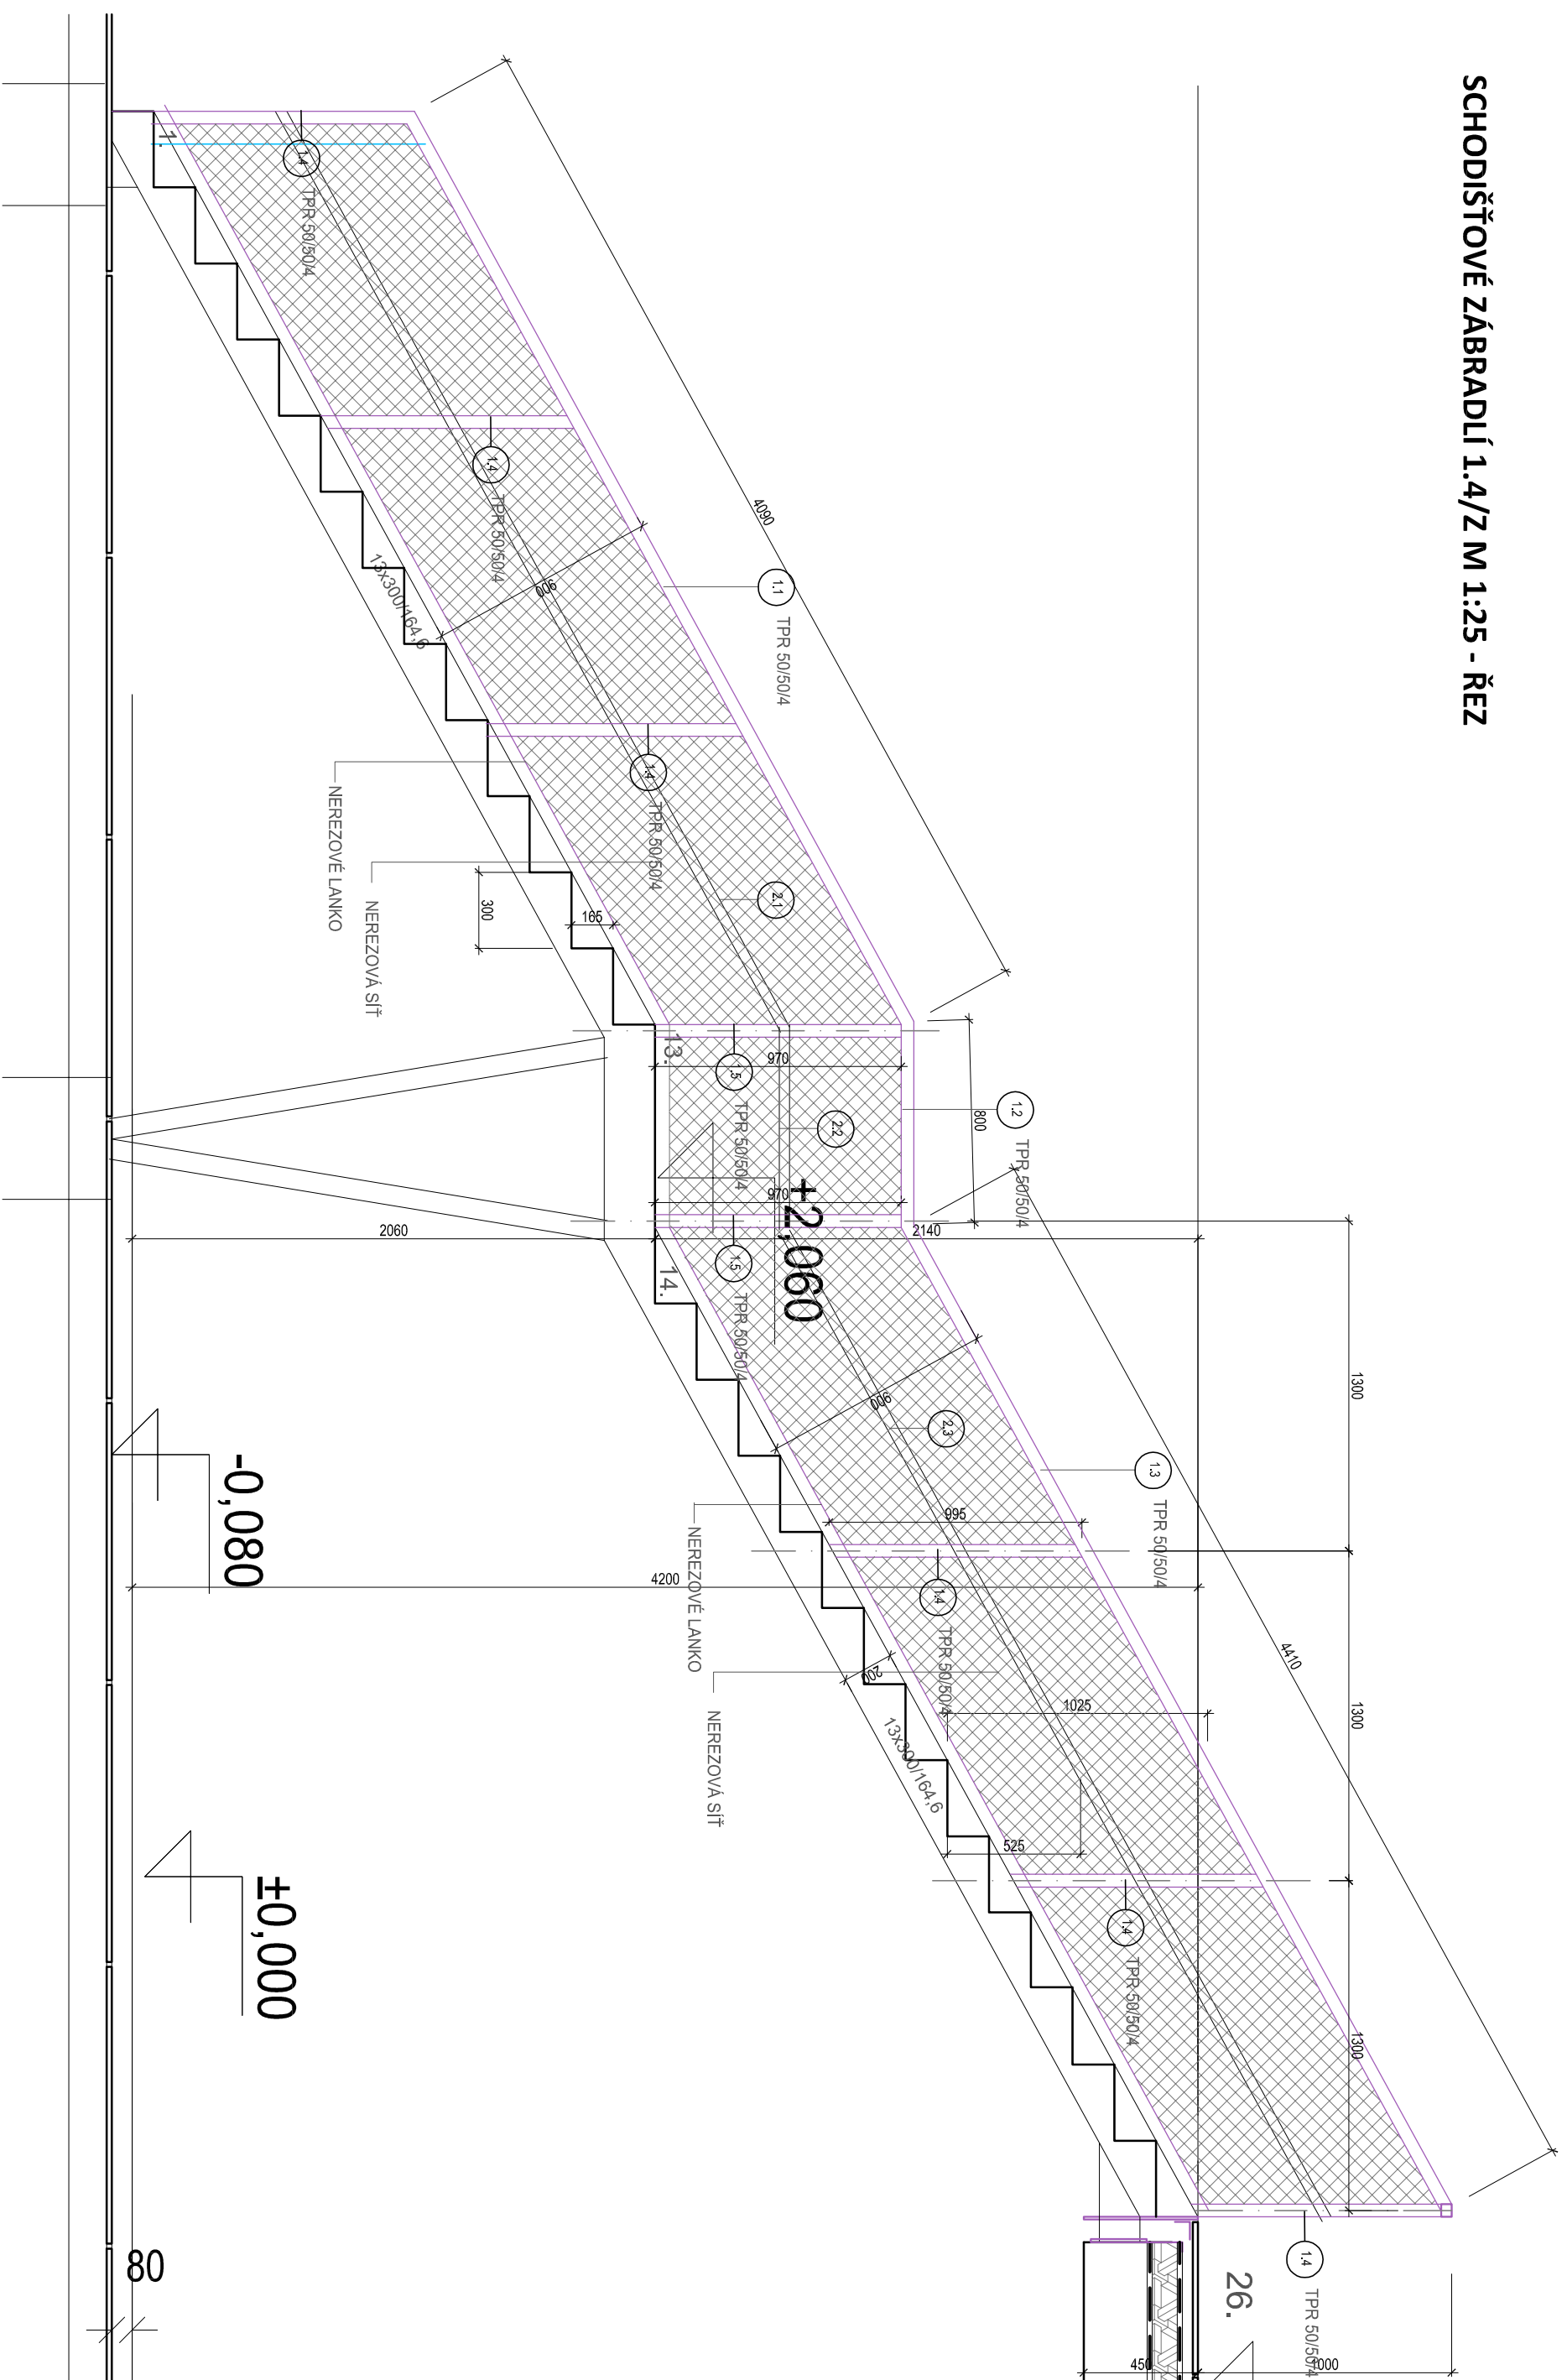 SCHODIŠŤOVÉ ZÁBRADLÍ 1.4/Z M 1:25 - ŘEZ
4090
1.1
TPR 50/50/4
1.4
TPR 50/50/4
1.4
TPR 50/50/4
1.4
TPR 50/50/4
1.
900
13x300/164,6
2.1
NEREZOVÉ LANKO
NEREZOVÁ SÍŤ
300
165
13.
1.5
TPR 50/50/4
970
2.2
1.2
TPR 50/50/4
800
970
+2,060
2060
2140
1.5
TPR 50/50/4
14.
1300
900
2.3
1.3
TPR 50/50/4
4410
995
1.4
TPR 50/50/4
4200
NEREZOVÉ LANKO
NEREZOVÁ SÍŤ
200
13x300/164,6
1025
1300
525
1.4
TPR 50/50/4
1300
-0,080
±0,000
1.4
TPR 50/50/4
26.
80
450
1000